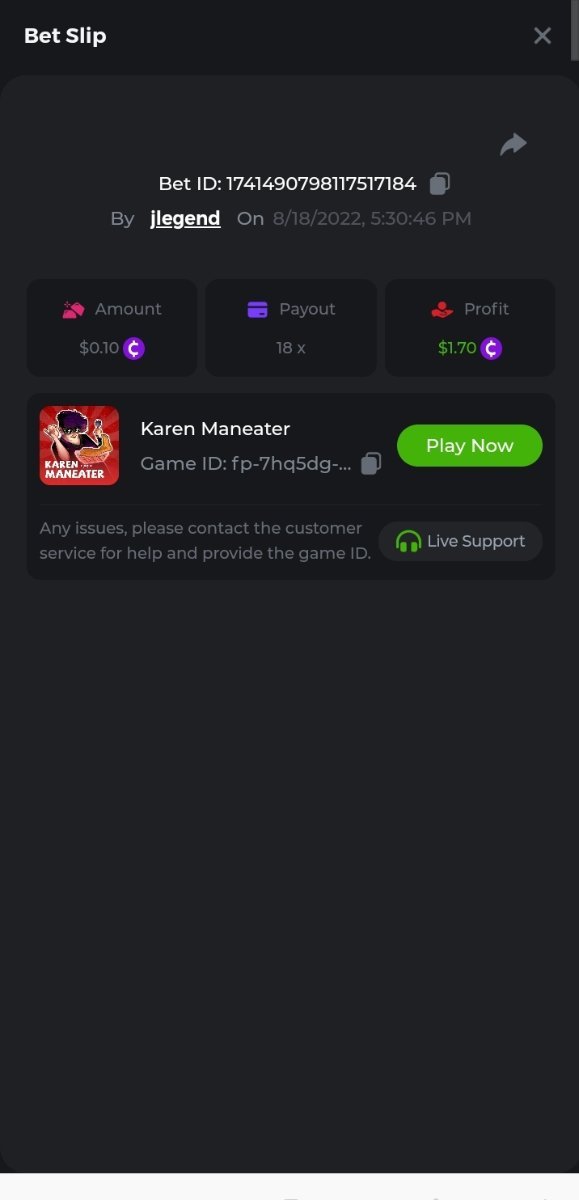 Bet Slip
Bet ID: 1741490798117517184
By jlegend On 8/18/2022, 5:30:46 PM
Amount Payout Profit
$0.10 18 x $1.70
Karen Maneater
Game ID: fp-7hq5dg-...
Play Now
KAREN
MANEATER
Any issues, please contact the customer
service for help and provide the game ID.
Live Support